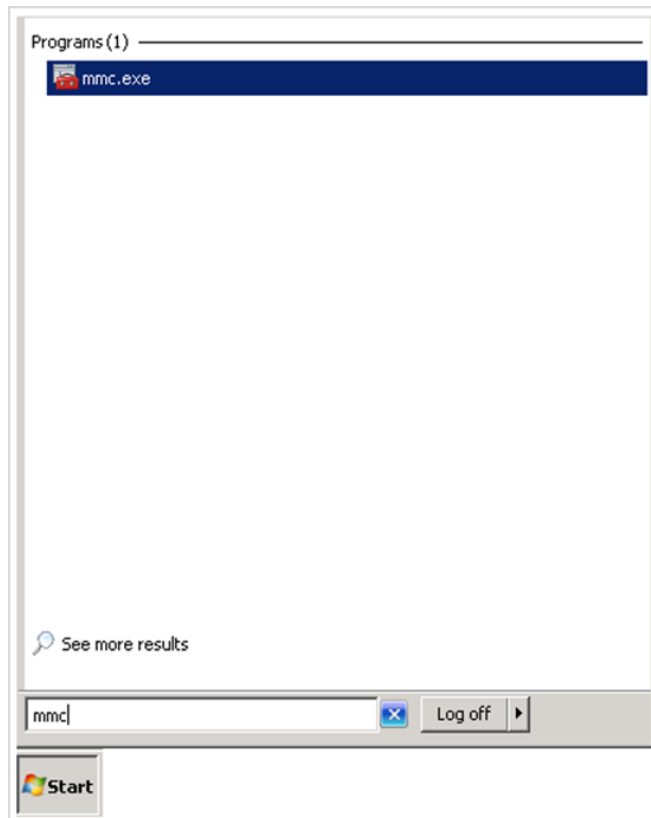 Programs (1)
mmc.exe
See more results
mmc
Log off
Start